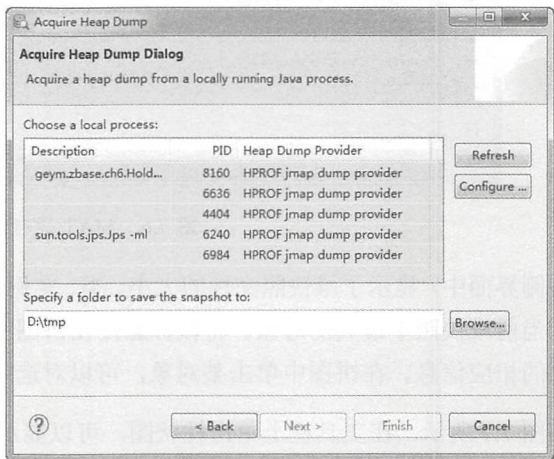 Acquire Heap Dump
Acquire Heap Dump Dialog
Acquire a heap dump from a locally running Java process.
Choose a local process:
Description PID Heap Dump Provider
geym.zbase.ch6.Hold... 8160 HPROF jmap dump provider
6636 HPROF jmap dump provider
4404 HPROF jmap dump provider
sun.tools.jps.Jps -ml 6240 HPROF jmap dump provider
6984 HPROF jmap dump provider
Refresh
Configure ...
Specify a folder to save the snapshot to:
D:\tmp
Browse...
< Back
Next >
Finish
Cancel